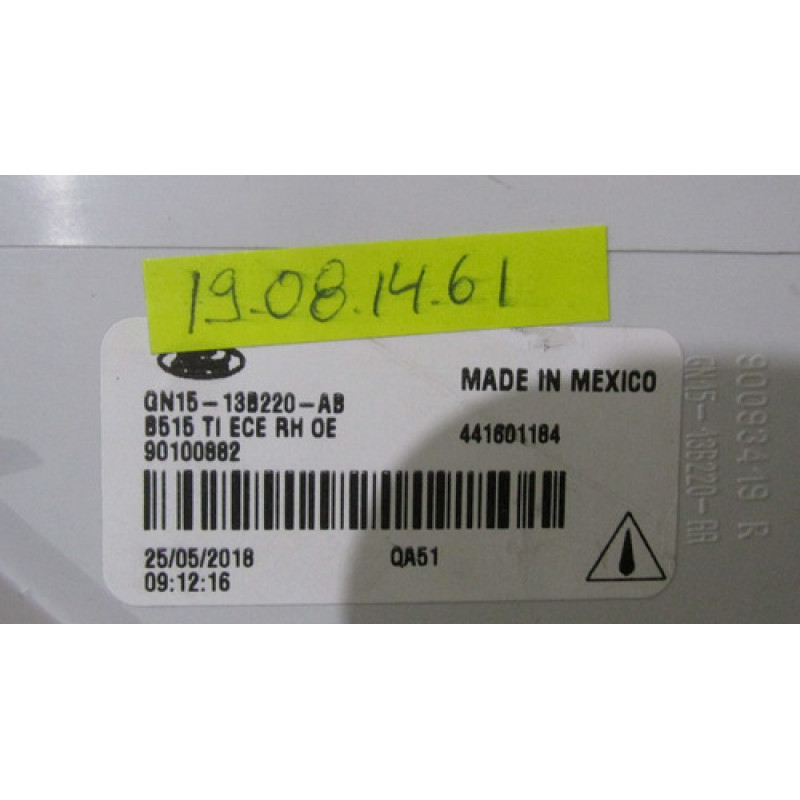 19.08.14.61
GN15-13B220-AB
B515 TI ECE RH OE
90100882
MADE IN MEXICO
441601184
25/05/2018
09:12:16
QA51
90093419 R
GN15-13B220-AA